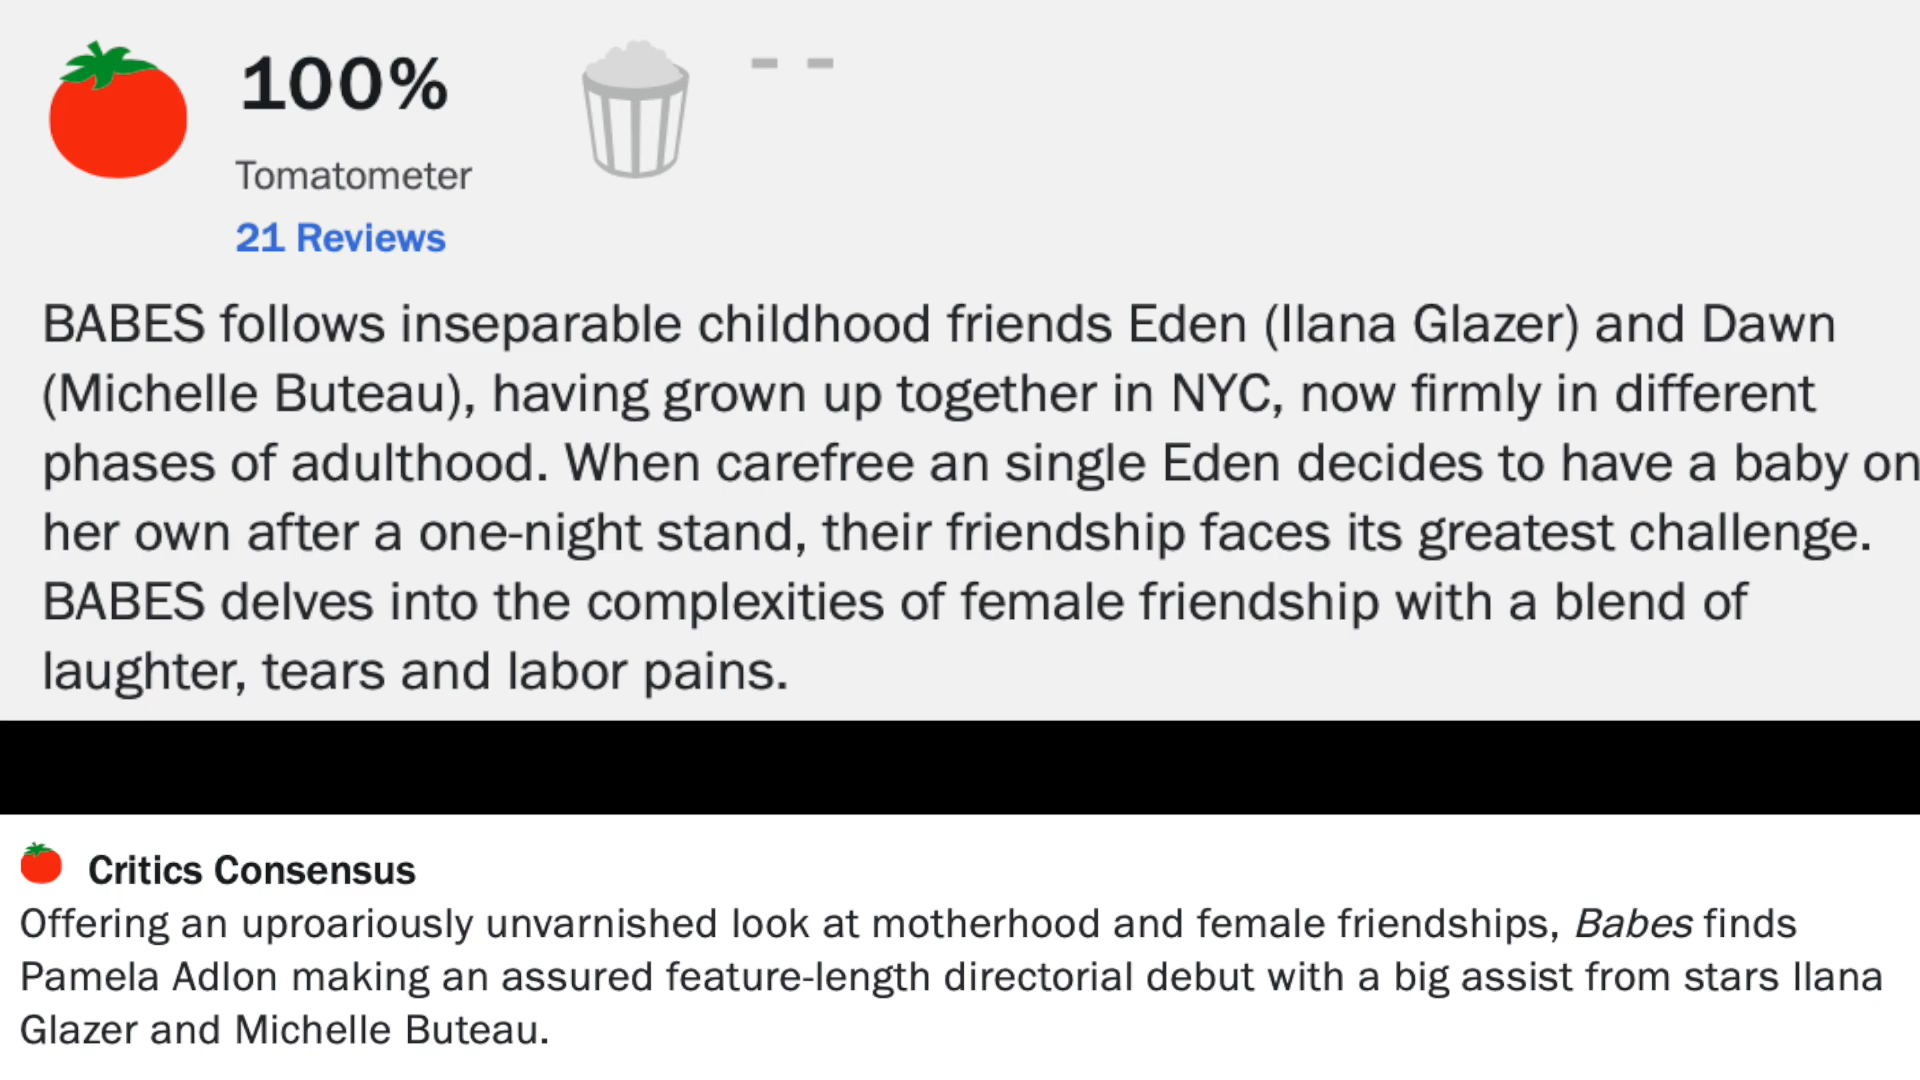 100%
- -
Tomatometer
21 Reviews
BABES follows inseparable childhood friends Eden (Ilana Glazer) and Dawn
(Michelle Buteau), having grown up together in NYC, now firmly in different
phases of adulthood. When carefree an single Eden decides to have a baby on
her own after a one-night stand, their friendship faces its greatest challenge.
BABES delves into the complexities of female friendship with a blend of
laughter, tears and labor pains.
Critics Consensus
Offering an uproariously unvarnished look at motherhood and female friendships, Babes finds
Pamela Adlon making an assured feature-length directorial debut with a big assist from stars Ilana
Glazer and Michelle Buteau.